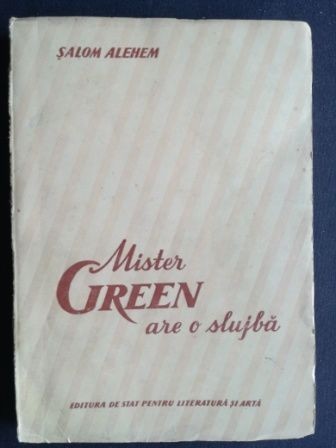 ȘALOM ALEHEM
Mister
GREEN
are o slujbă
EDITURA DE STAT PENTRU LITERATURĂ ȘI ARTĂ